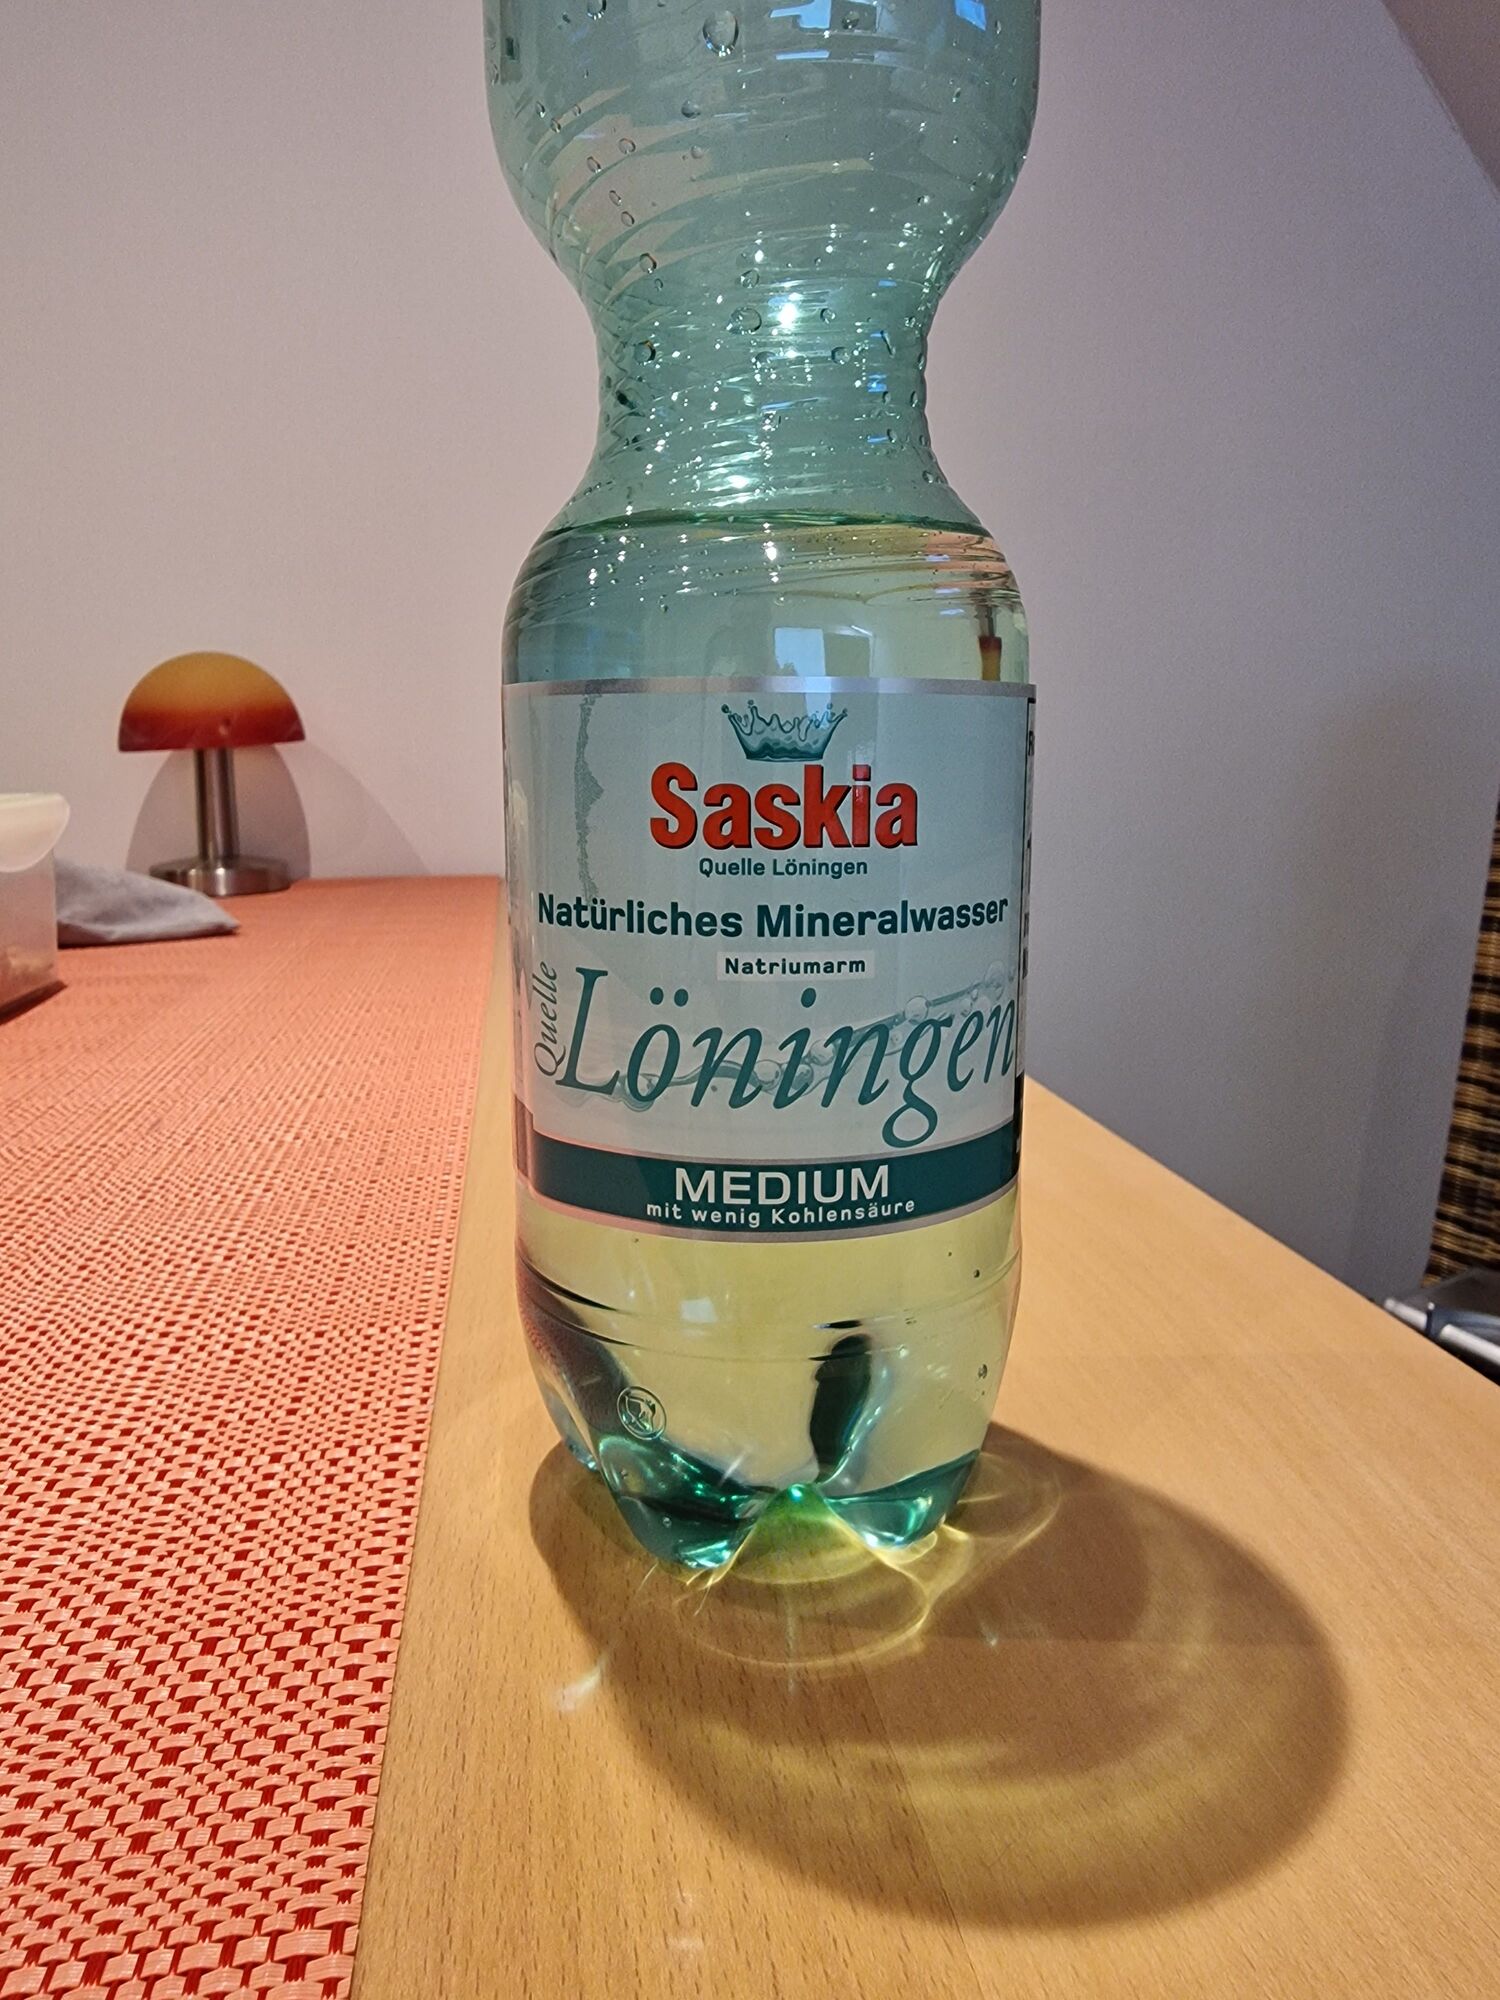 Saskia
Quelle Löningen
Natürliches Mineralwasser
Natriumarm
Quelle
Löningen
MEDIUM
mit wenig Kohlensäure